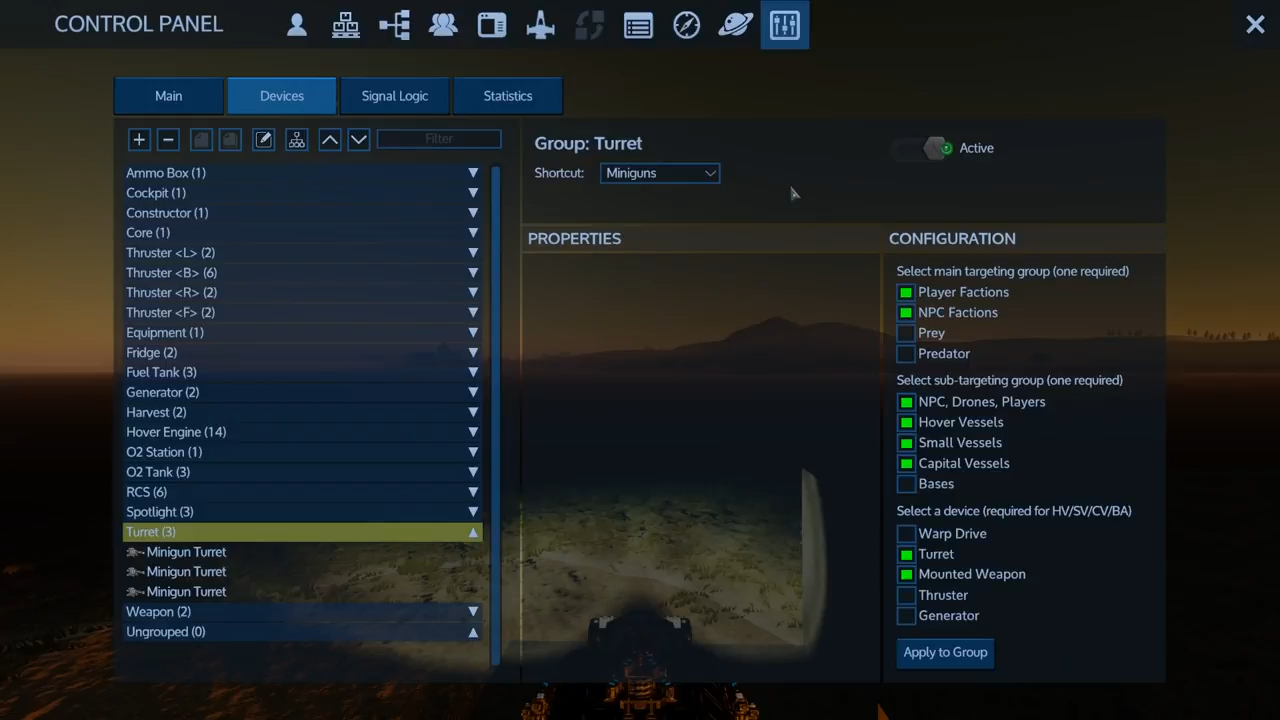 CONTROL PANEL
Main
Devices
Signal Logic
Statistics
Filter
Ammo Box (1)
Cockpit (1)
Constructor (1)
Core (1)
Thruster <L> (2)
Thruster <B> (6)
Thruster <R> (2)
Thruster <F> (2)
Equipment (1)
Fridge (2)
Fuel Tank (3)
Generator (2)
Harvest (2)
Hover Engine (14)
O2 Station (1)
O2 Tank (3)
RCS (6)
Spotlight (3)
Turret (3)
Minigun Turret
Minigun Turret
Minigun Turret
Weapon (2)
Ungrouped (0)
Group: Turret
Active
Shortcut: Miniguns
PROPERTIES
CONFIGURATION
Select main targeting group (one required)
Player Factions
NPC Factions
Prey
Predator
Select sub-targeting group (one required)
NPC, Drones, Players
Hover Vessels
Small Vessels
Capital Vessels
Bases
Select a device (required for HV/SV/CV/BA)
Warp Drive
Turret
Mounted Weapon
Thruster
Generator
Apply to Group